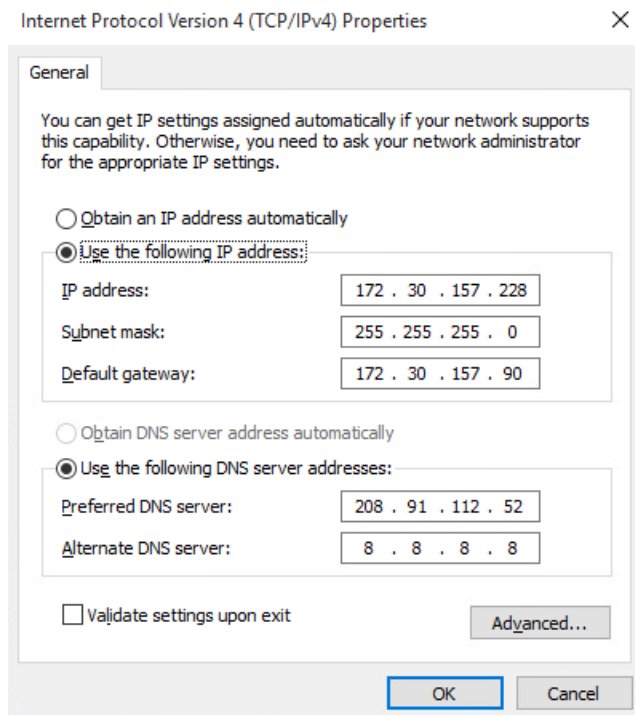 Internet Protocol Version 4 (TCP/IPv4) Properties
General
You can get IP settings assigned automatically if your network supports
this capability. Otherwise, you need to ask your network administrator
for the appropriate IP settings.
Obtain an IP address automatically
Use the following IP address:
IP address: 172 . 30 . 157 . 228
Subnet mask: 255 . 255 . 255 . 0
Default gateway: 172 . 30 . 157 . 90
Obtain DNS server address automatically
Use the following DNS server addresses:
Preferred DNS server: 208 . 91 . 112 . 52
Alternate DNS server: 8 . 8 . 8 . 8
Validate settings upon exit
Advanced...
OK Cancel